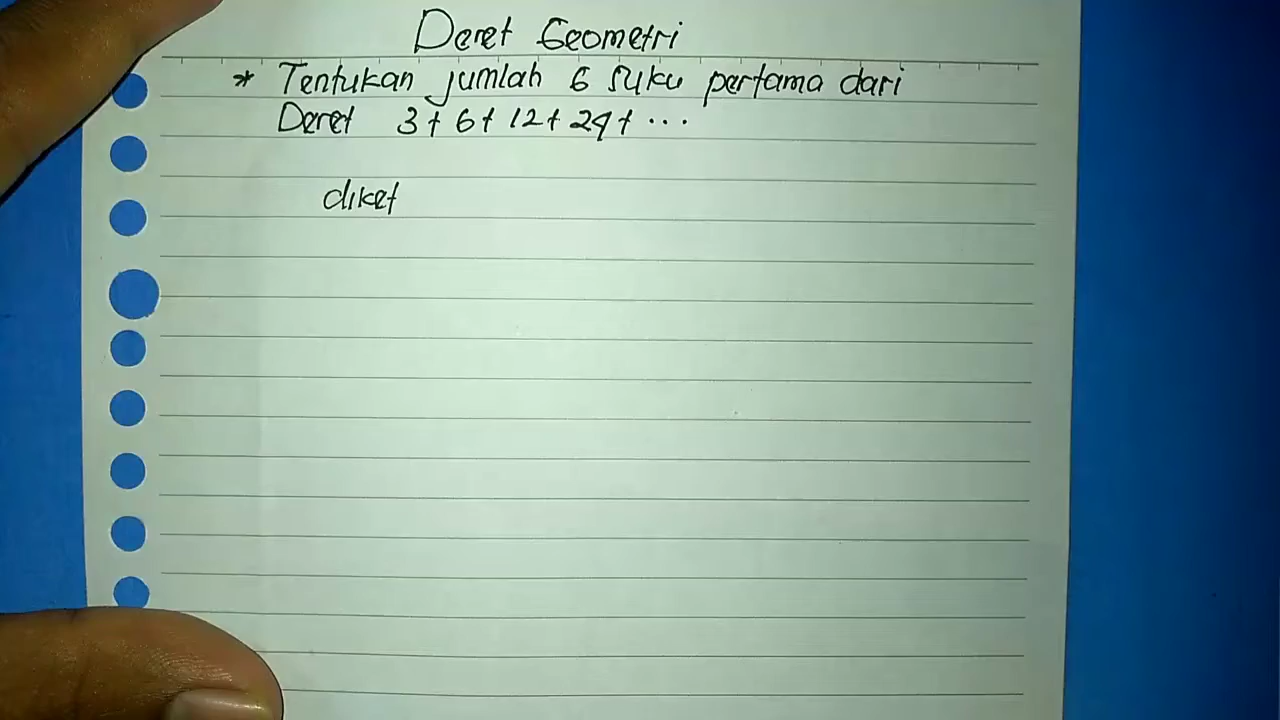 Deret Geometri
* Tentukan jumlah 6 suku pertama dari
Deret 3 + 6 + 12 + 24 + ...
diket